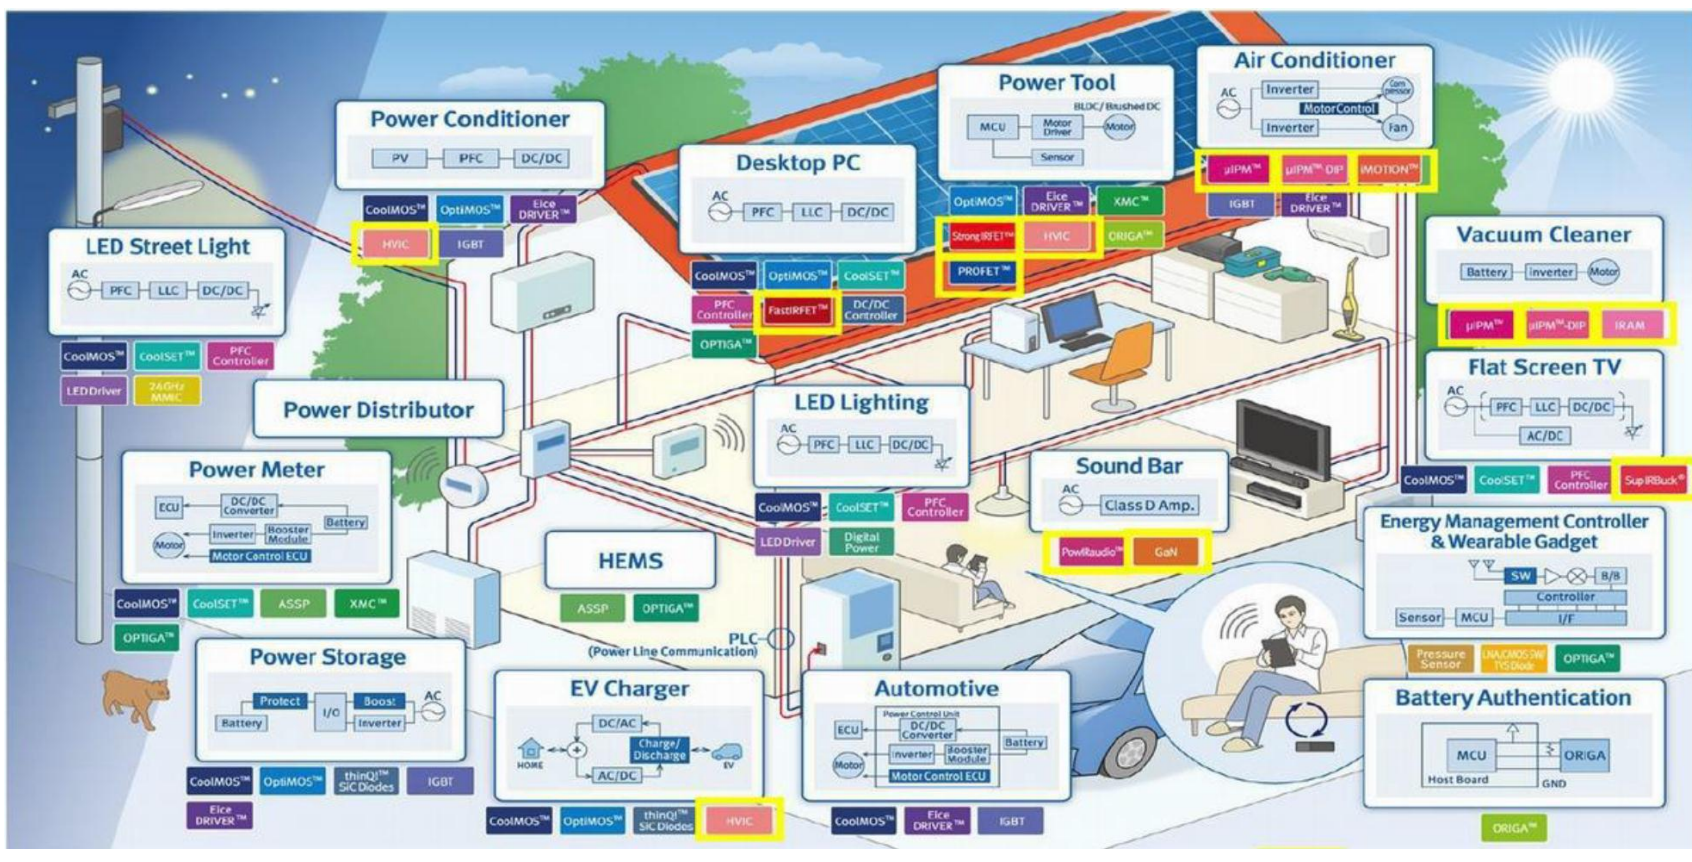 Power Conditioner
PV
PFC
DC/DC
CoolMOS™
OptiMOS™
Eice
DRIVER™
HVIC
IGBT
Desktop PC
AC
PFC
LLC
DC/DC
CoolMOS™
OptiMOS™
CoolSET™
PFC
Controller
FastIRFET™
DC/DC
Controller
OPTIGA™
Power Tool
BLDC/Brushed DC
MCU
Motor
Driver
Motor
Sensor
OptiMOS™
Eice
DRIVER™
XMC™
StrongIRFET™
HVIC
ORIGA™
PROFET™
Air Conditioner
AC
Inverter
Com
pressor
MotorControl
Inverter
Fan
µIPM™
µIPM™-DIP
iMOTION™
IGBT
Eice
DRIVER™
LED Street Light
AC
PFC
LLC
DC/DC
CoolMOS™
CoolSET™
PFC
Controller
LED Driver
24GHz
MMIC
Vacuum Cleaner
Battery
inverter
Motor
µIPM™
µIPM™-DIP
IRAM
Flat Screen TV
AC
PFC
LLC
DC/DC
AC/DC
CoolMOS™
CoolSET™
PFC
Controller
SupIRBuck®
Power Distributor
LED Lighting
AC
PFC
LLC
DC/DC
CoolMOS™
CoolSET™
PFC
Controller
LED Driver
Digital
Power
Power Meter
ECU
DC/DC
Converter
Battery
Motor
Inverter
Booster
Module
Motor Control ECU
CoolMOS™
CoolSET™
ASSP
XMC™
OPTIGA™
Sound Bar
AC
Class D Amp.
PowIRaudio™
GaN
HEMS
ASSP
OPTIGA™
PLC
(Power Line Communication)
Energy Management Controller
& Wearable Gadget
SW
B/B
Controller
Sensor
MCU
I/F
Pressure
Sensor
LNA/CMOS SW/
TVS Diode
OPTIGA™
Power Storage
Protect
Boost
AC
Battery
I/O
Inverter
CoolMOS™
OptiMOS™
thinQ!™
SiC Diodes
IGBT
Eice
DRIVER™
EV Charger
DC/AC
HOME
+
Charge/
Discharge
EV
AC/DC
CoolMOS™
OptiMOS™
thinQ!™
SiC Diodes
HVIC
Automotive
Power Control Unit
ECU
DC/DC
Converter
Battery
Motor
Inverter
Booster
Module
Motor Control ECU
CoolMOS™
Eice
DRIVER™
IGBT
Battery Authentication
MCU
ORIGA
Host Board
GND
ORIGA™